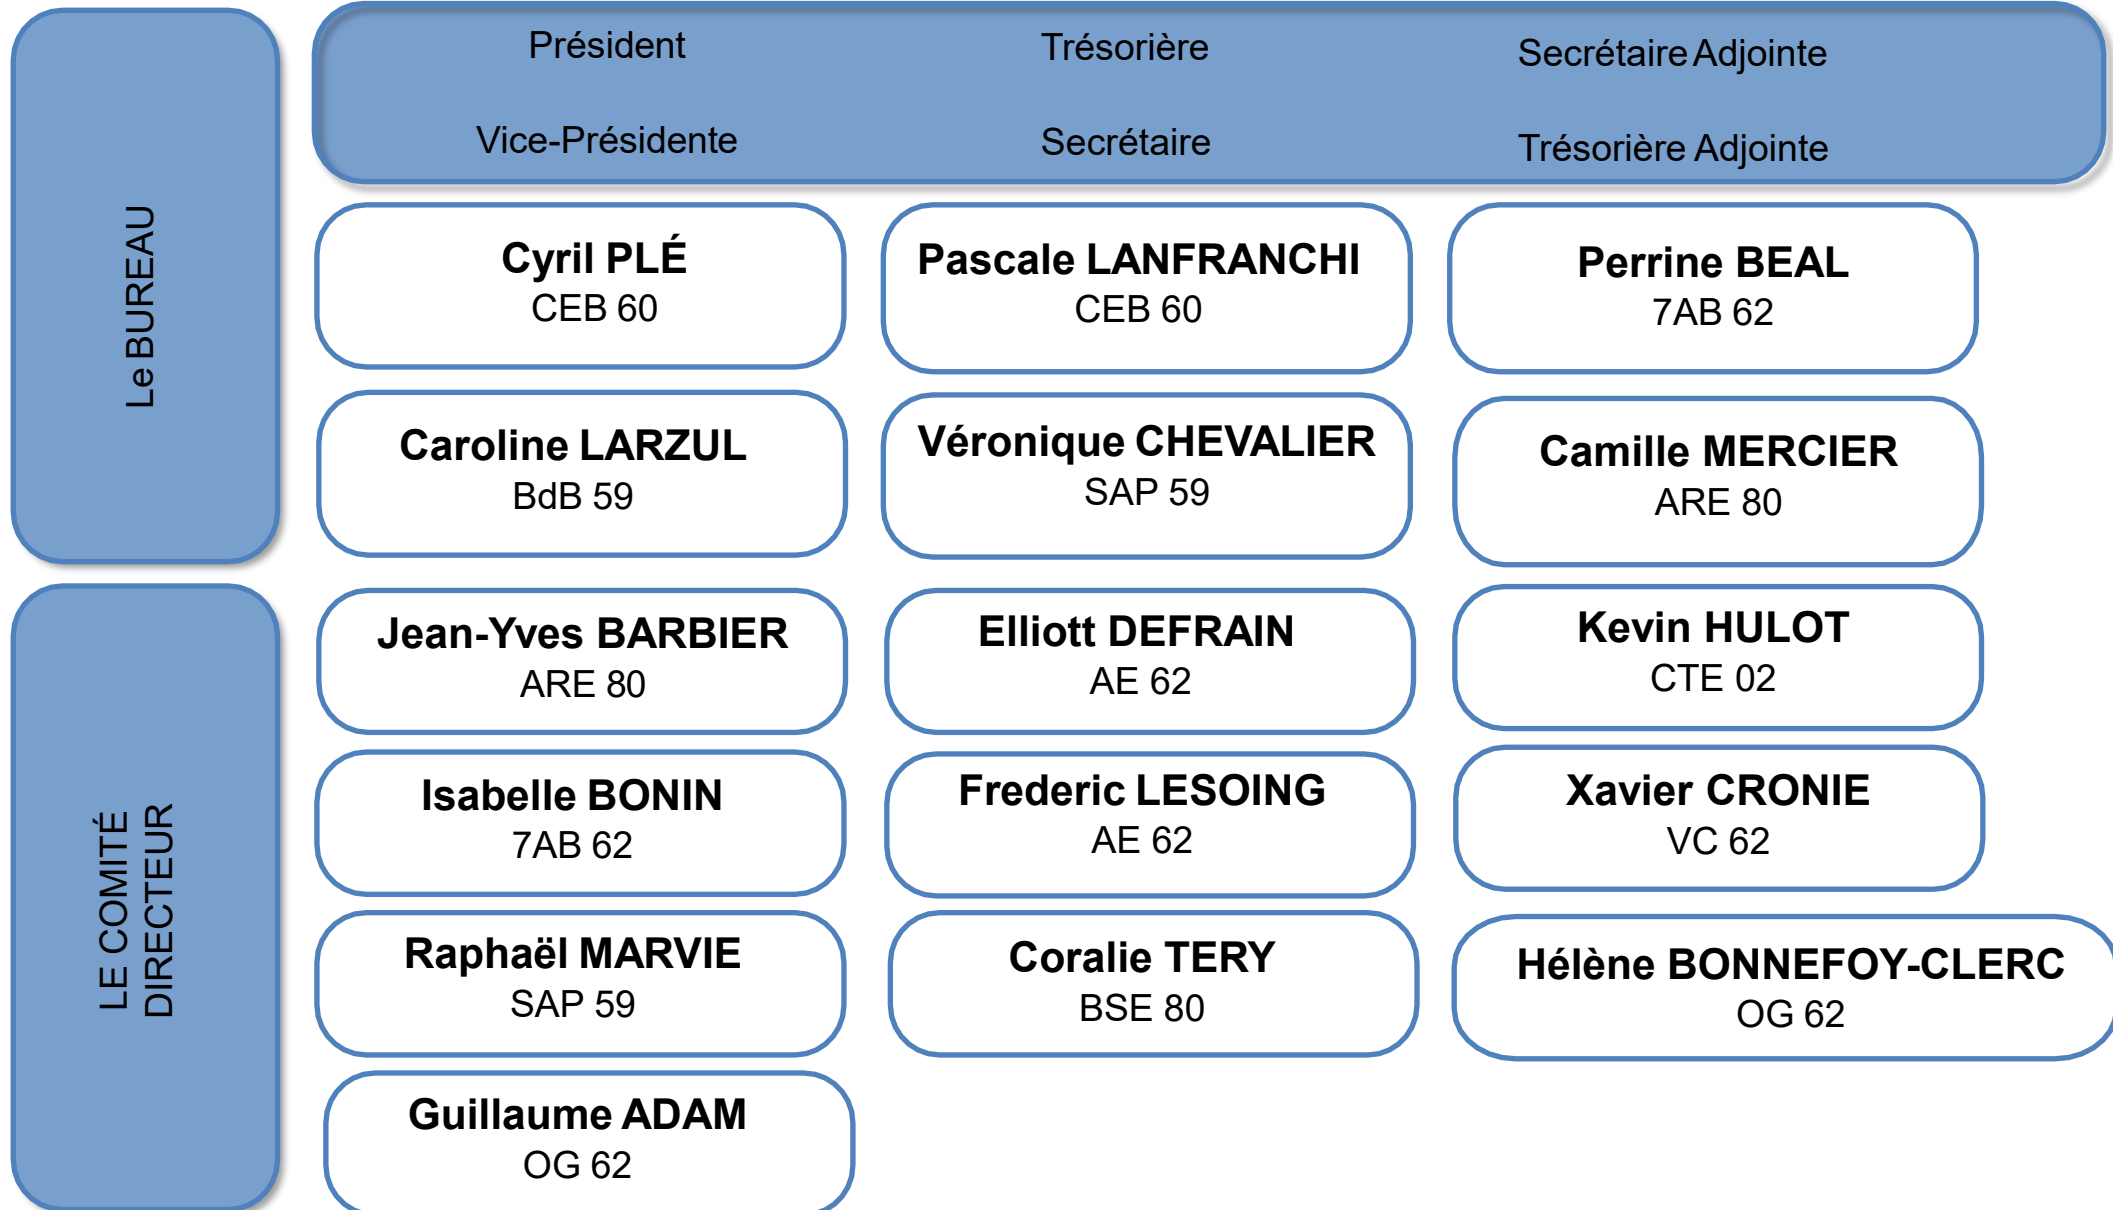 Président
Trésorière
Secrétaire Adjointe
Vice-Présidente
Secrétaire
Trésorière Adjointe
Le BUREAU
Cyril PLÉ
CEB 60
Pascale LANFRANCHI
CEB 60
Perrine BEAL
7AB 62
Caroline LARZUL
BdB 59
Véronique CHEVALIER
SAP 59
Camille MERCIER
ARE 80
LE COMITÉ
DIRECTEUR
Jean-Yves BARBIER
ARE 80
Elliott DEFRAIN
AE 62
Kevin HULOT
CTE 02
Isabelle BONIN
7AB 62
Frederic LESOING
AE 62
Xavier CRONIE
VC 62
Raphaël MARVIE
SAP 59
Coralie TERY
BSE 80
Hélène BONNEFOY-CLERC
OG 62
Guillaume ADAM
OG 62